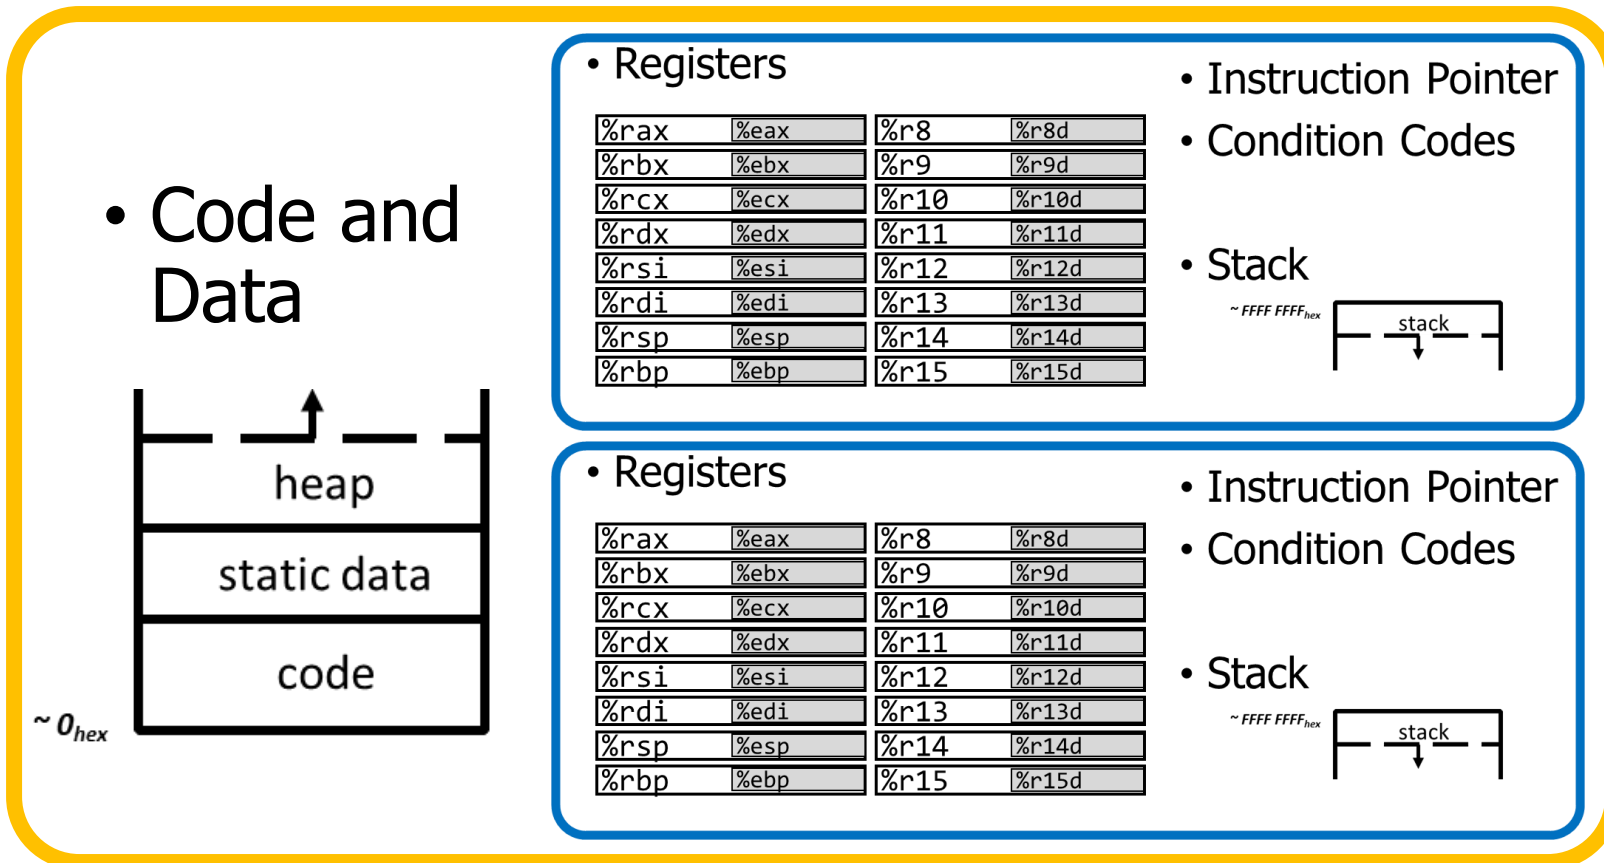 • Code and
Data
heap
static data
code
~ 0hex
• Registers
%rax %eax %r8 %r8d
%rbx %ebx %r9 %r9d
%rcx %ecx %r10 %r10d
%rdx %edx %r11 %r11d
%rsi %esi %r12 %r12d
%rdi %edi %r13 %r13d
%rsp %esp %r14 %r14d
%rbp %ebp %r15 %r15d
• Instruction Pointer
• Condition Codes
• Stack
~ FFFF FFFFhex
stack
• Registers
%rax %eax %r8 %r8d
%rbx %ebx %r9 %r9d
%rcx %ecx %r10 %r10d
%rdx %edx %r11 %r11d
%rsi %esi %r12 %r12d
%rdi %edi %r13 %r13d
%rsp %esp %r14 %r14d
%rbp %ebp %r15 %r15d
• Instruction Pointer
• Condition Codes
• Stack
~ FFFF FFFFhex
stack